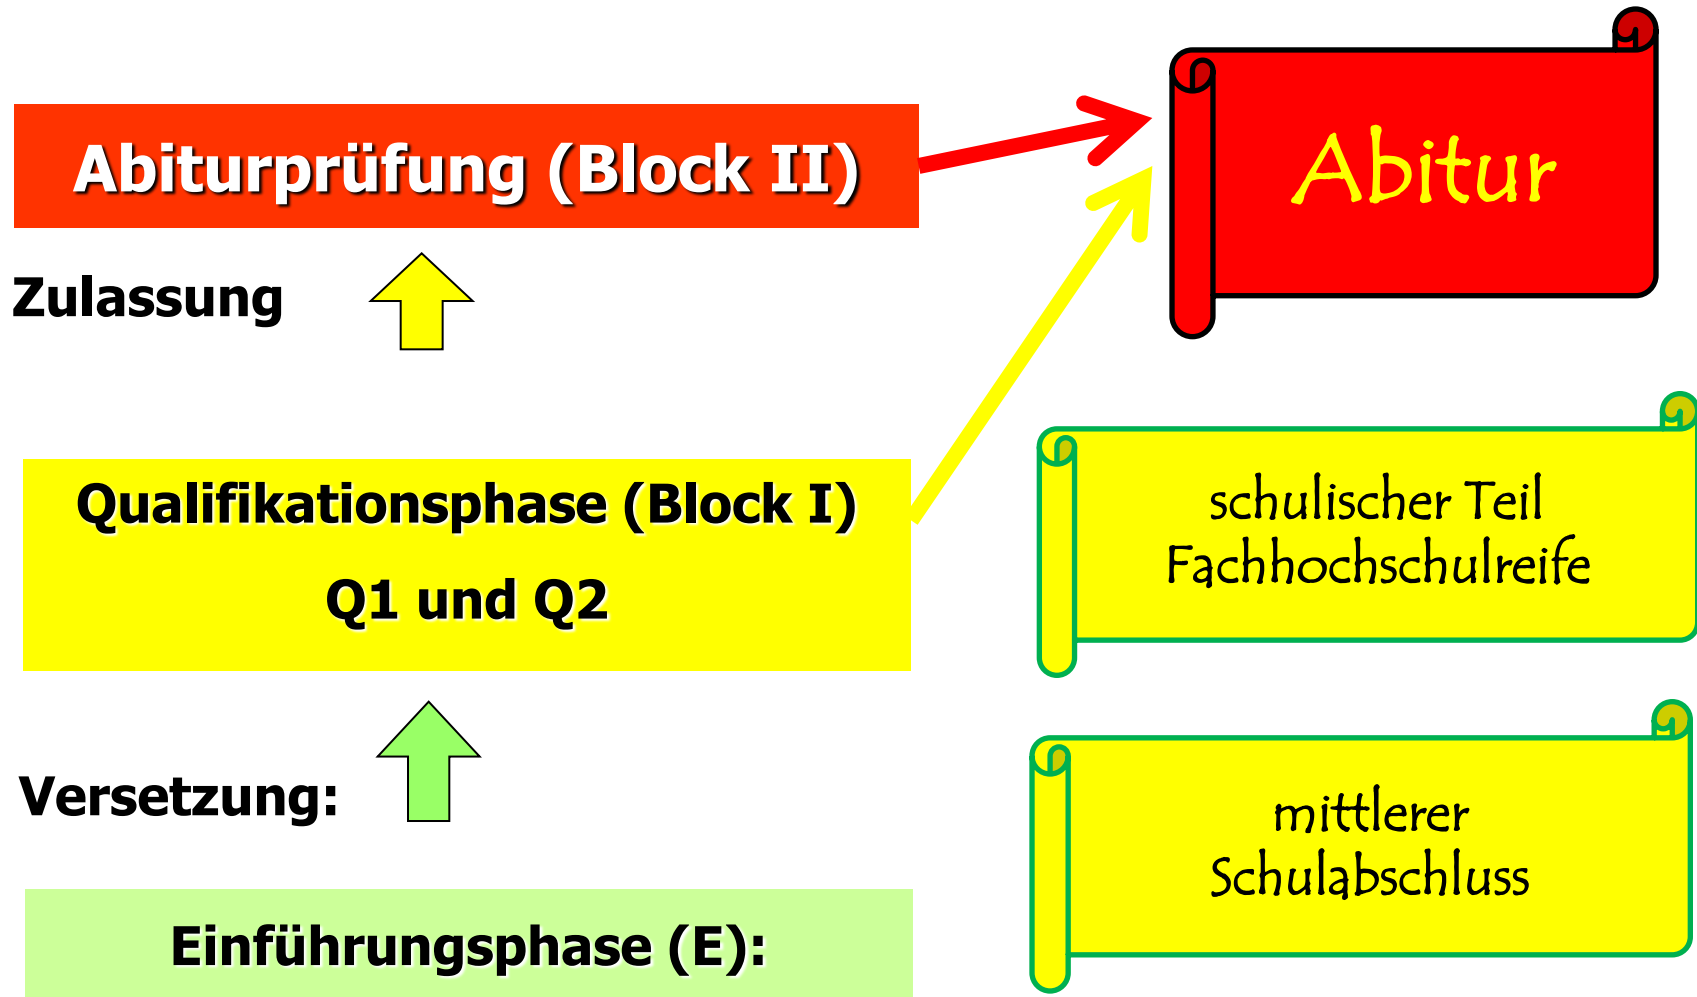 Abiturprüfung (Block II)
Abitur
Zulassung
Qualifikationsphase (Block I)
Q1 und Q2
schulischer Teil
Fachhochschulreife
Versetzung:
mittlerer
Schulabschluss
Einführungsphase (E):